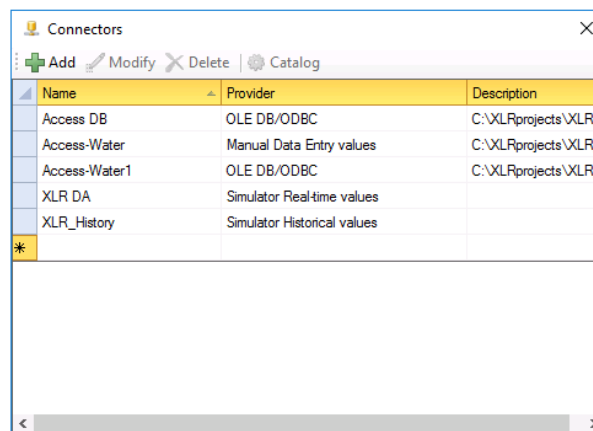 Connectors
Add Modify Delete Catalog
Name Provider Description
Access DB OLE DB/ODBC C:\XLRprojects\XLR
Access-Water Manual Data Entry values C:\XLRprojects\XLR
Access-Water1 OLE DB/ODBC C:\XLRprojects\XLR
XLR DA Simulator Real-time values
XLR_History Simulator Historical values